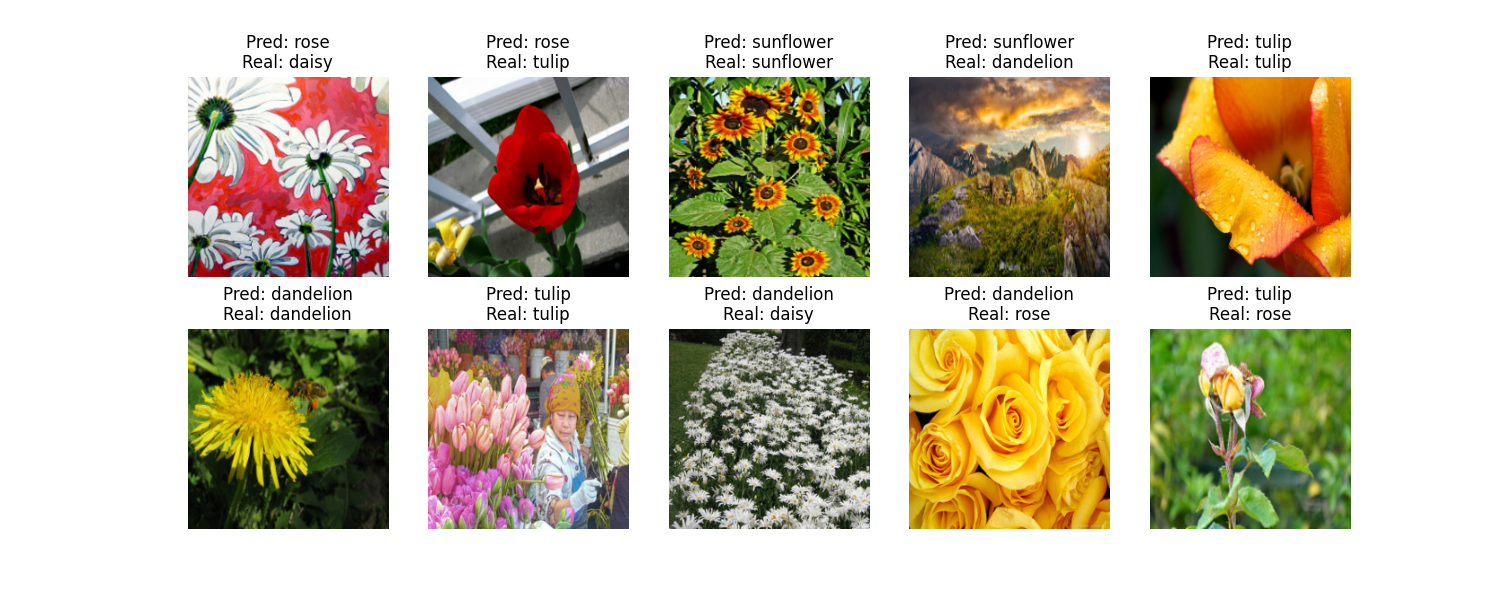 Pred: rose
Real: daisy
Pred: rose
Real: tulip
Pred: sunflower
Real: sunflower
Pred: sunflower
Real: dandelion
Pred: tulip
Real: tulip
Pred: dandelion
Real: dandelion
Pred: tulip
Real: tulip
Pred: dandelion
Real: daisy
Pred: dandelion
Real: rose
Pred: tulip
Real: rose